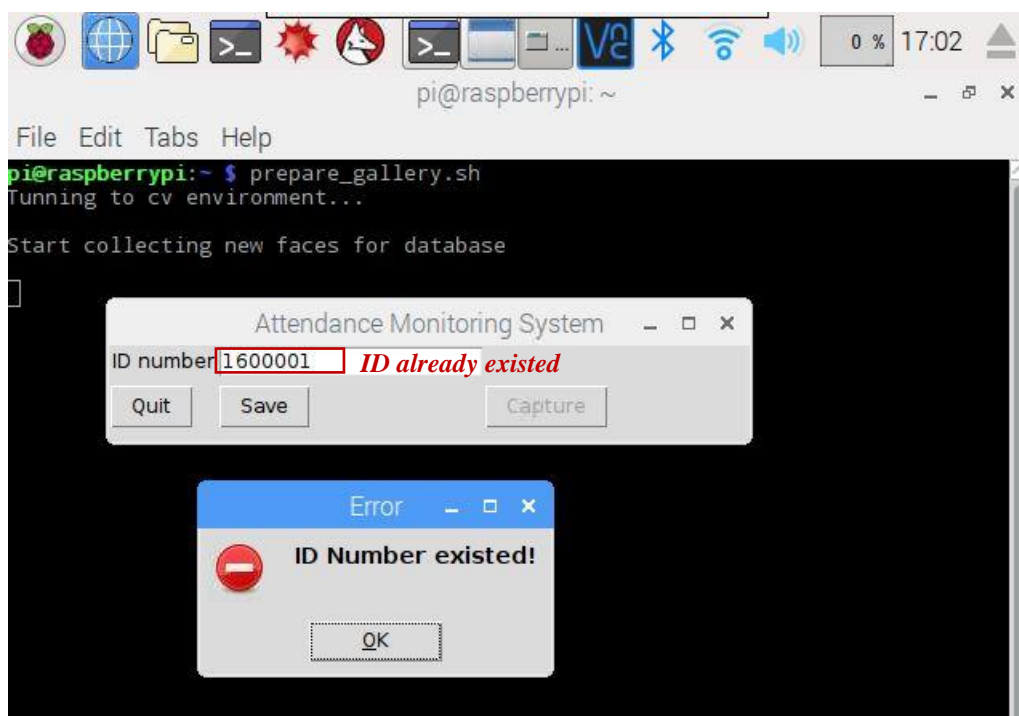 >_
>_
...
V2
0 %
17:02
pi@raspberrypi: ~
File Edit Tabs Help
pi@raspberrypi:~ $ prepare_gallery.sh
Tunning to cv environment...
Start collecting new faces for database
Attendance Monitoring System
ID number 1600001 ID already existed
Quit Save Capture
Error
ID Number existed!
OK